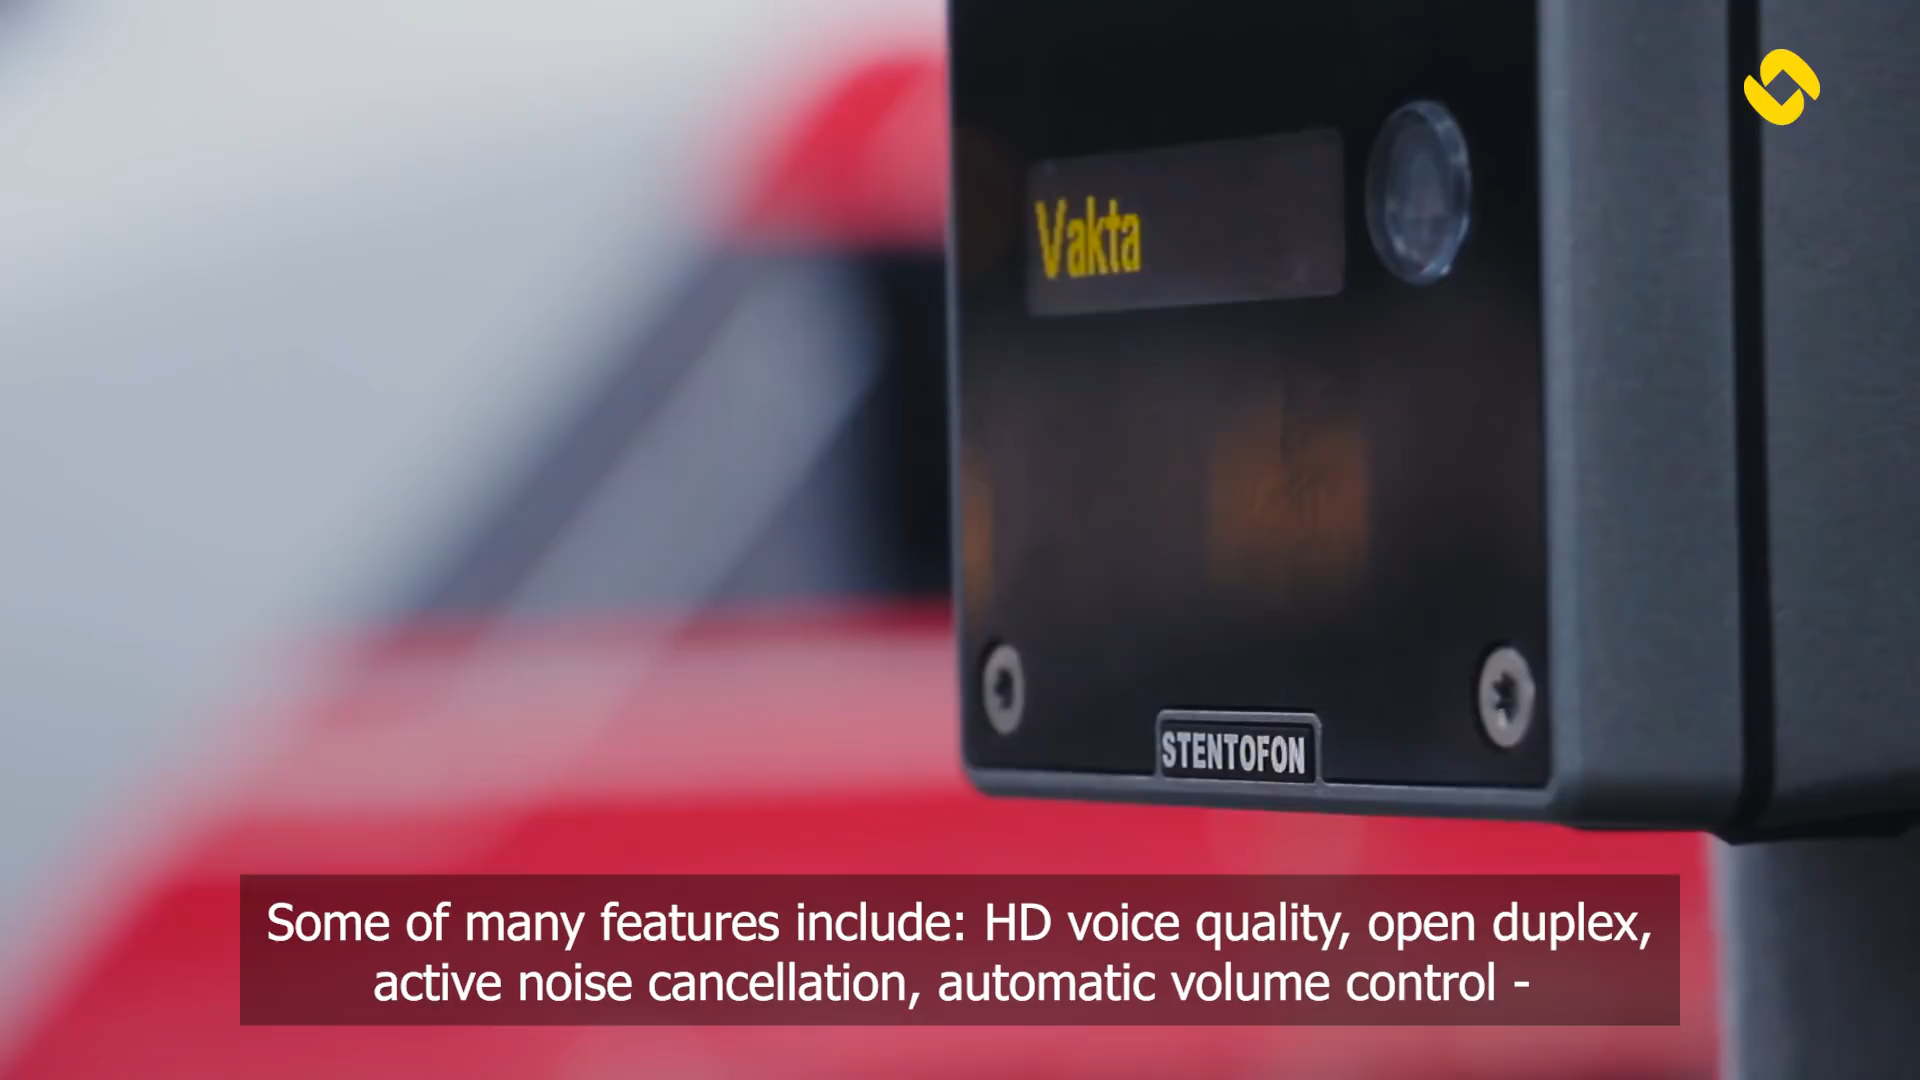 Vakta
STENTOFON
Some of many features include: HD voice quality, open duplex,
active noise cancellation, automatic volume control -